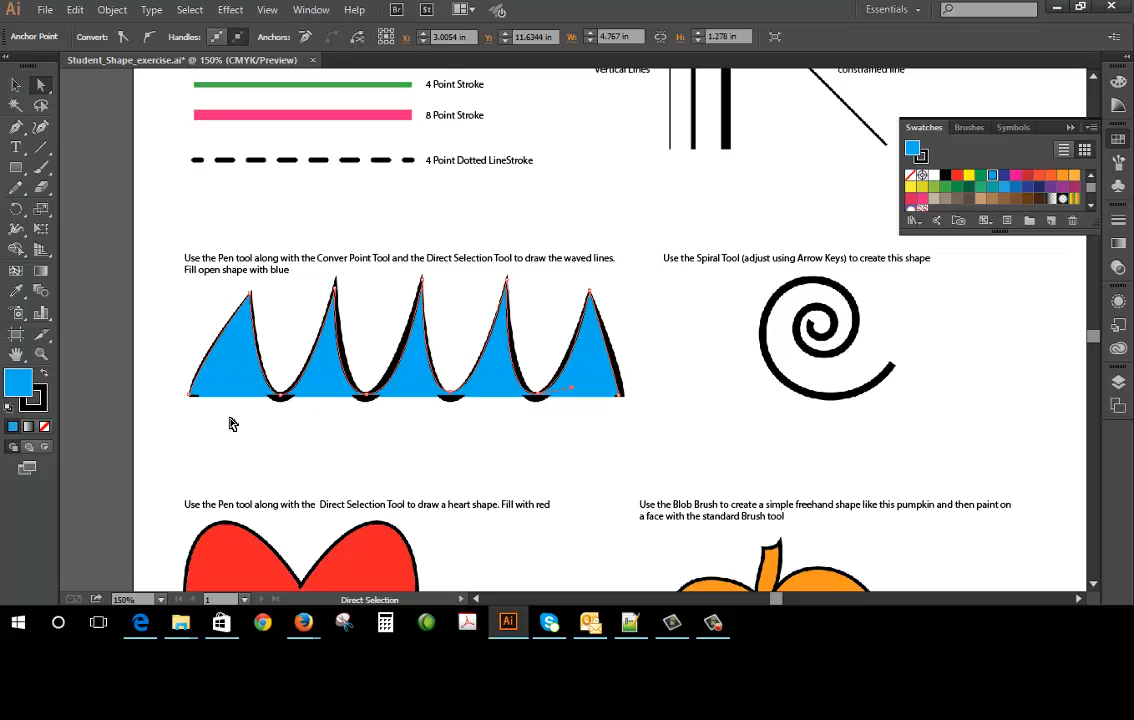 Ai File Edit Object Type Select Effect View Window Help Br St Essentials
Anchor Point Convert: Handles: Anchors: X: 3.0054 in Y: 11.6344 in W: 4.767 in H: 1.278 in
Student_Shape_exercise.ai* @ 150% (CMYK/Preview)
Vertical Lines
constrained line
4 Point Stroke
8 Point Stroke
4 Point Dotted LineStroke
Swatches Brushes Symbols
Use the Pen tool along with the Conver Point Tool and the Direct Selection Tool to draw the waved lines.
Fill open shape with blue
Use the Spiral Tool (adjust using Arrow Keys) to create this shape
Use the Pen tool along with the Direct Selection Tool to draw a heart shape. Fill with red
Use the Blob Brush to create a simple freehand shape like this pumpkin and then paint on
a face with the standard Brush tool
150% 1 Direct Selection
Ai